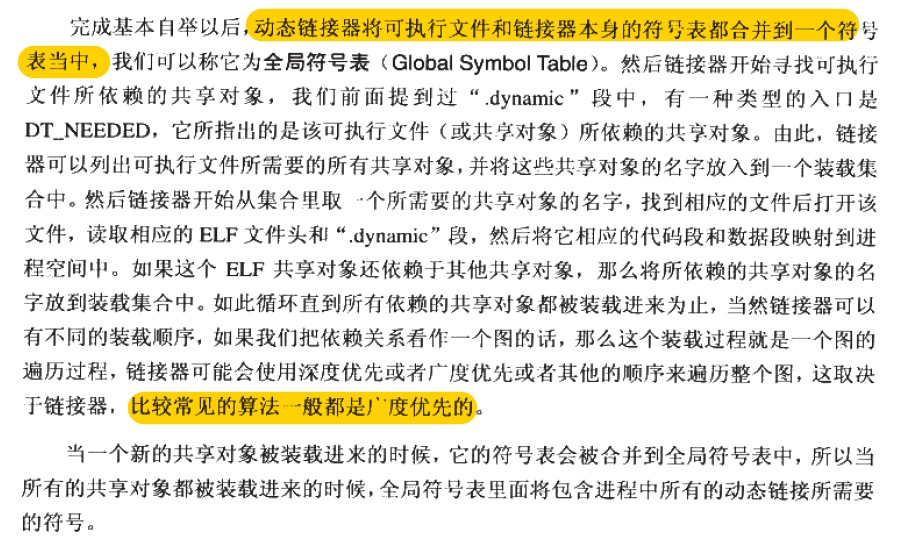 完成基本自举以后，动态链接器将可执行文件和链接器本身的符号表都合并到一个符号
表当中，我们可以称它为全局符号表（Global Symbol Table）。然后链接器开始寻找可执行
文件所依赖的共享对象，我们前面提到过“.dynamic”段中，有一种类型的入口是
DT_NEEDED，它所指出的是该可执行文件（或共享对象）所依赖的共享对象。由此，链接
器可以列出可执行文件所需要的所有共享对象，并将这些共享对象的名字放入到一个装载集
合中。然后链接器开始从集合里取一个所需要的共享对象的名字，找到相应的文件后打开该
文件，读取相应的 ELF 文件头和“.dynamic”段，然后将它相应的代码段和数据段映射到进
程空间中。如果这个 ELF 共享对象还依赖于其他共享对象，那么将所依赖的共享对象的名
字放到装载集合中。如此循环直到所有依赖的共享对象都被装载进来为止，当然链接器可以
有不同的装载顺序，如果我们把依赖关系看作一个图的话，那么这个装载过程就是一个图的
遍历过程，链接器可能会使用深度优先或者广度优先或者其他的顺序来遍历整个图，这取决
于链接器，比较常见的算法一般都是广度优先的。
当一个新的共享对象被装载进来的时候，它的符号表会被合并到全局符号表中，所以当
所有的共享对象都被装载进来的时候，全局符号表里面将包含进程中所有的动态链接所需要
的符号。